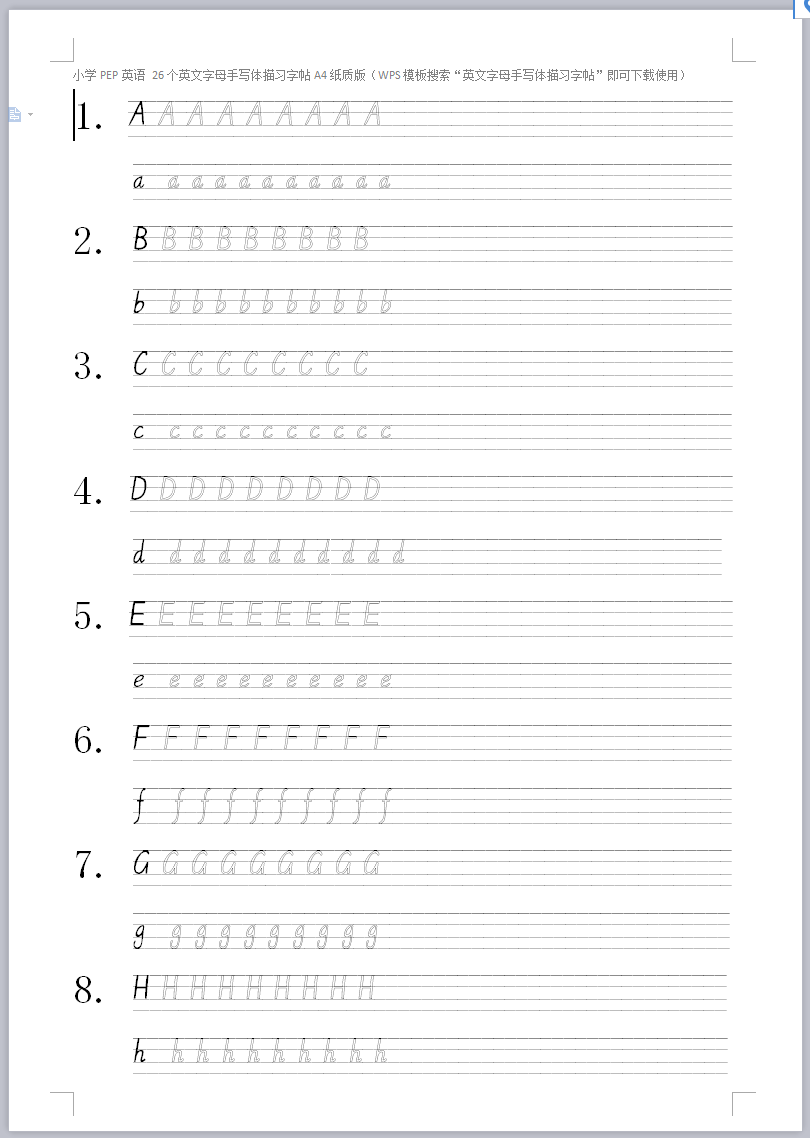 小学 PEP 英语 26 个英文字母手写体描习字帖 A4 纸质版（WPS 模板搜索“英文字母手写体描习字帖”即可下载使用）
1. A A A A A A A A A
a a a a a a a a a a a
2. B B B B B B B B B
b b b b b b b b b b b
3. C C C C C C C C C
c c c c c c c c c c c
4. D D D D D D D D D
d d d d d d d d d d d
5. E E E E E E E E E
e e e e e e e e e e e
6. F F F F F F F F F
f f f f f f f f f f
7. G G G G G G G G G
g g g g g g g g g g
8. H H H H H H H H H
h h h h h h h h h h